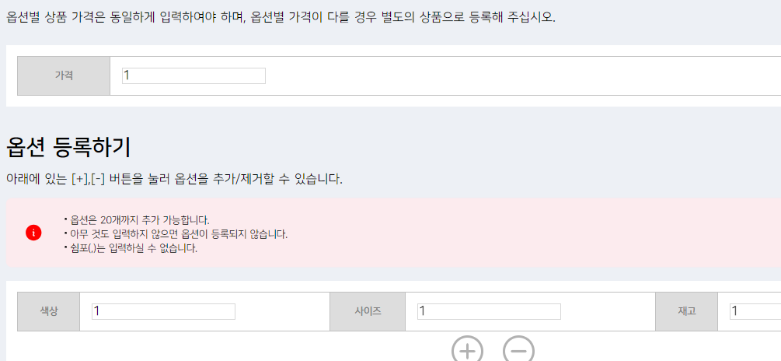 옵션별 상품 가격은 동일하게 입력하여야 하며, 옵션별 가격이 다를 경우 별도의 상품으로 등록해 주십시오.
가격 1
옵션 등록하기
아래에 있는 [+],[-] 버튼을 눌러 옵션을 추가/제거할 수 있습니다.
• 옵션은 20개까지 추가 가능합니다.
• 아무 것도 입력하지 않으면 옵션이 등록되지 않습니다.
• 쉼포(,)는 입력하실 수 없습니다.
색상 1 사이즈 1 재고 1